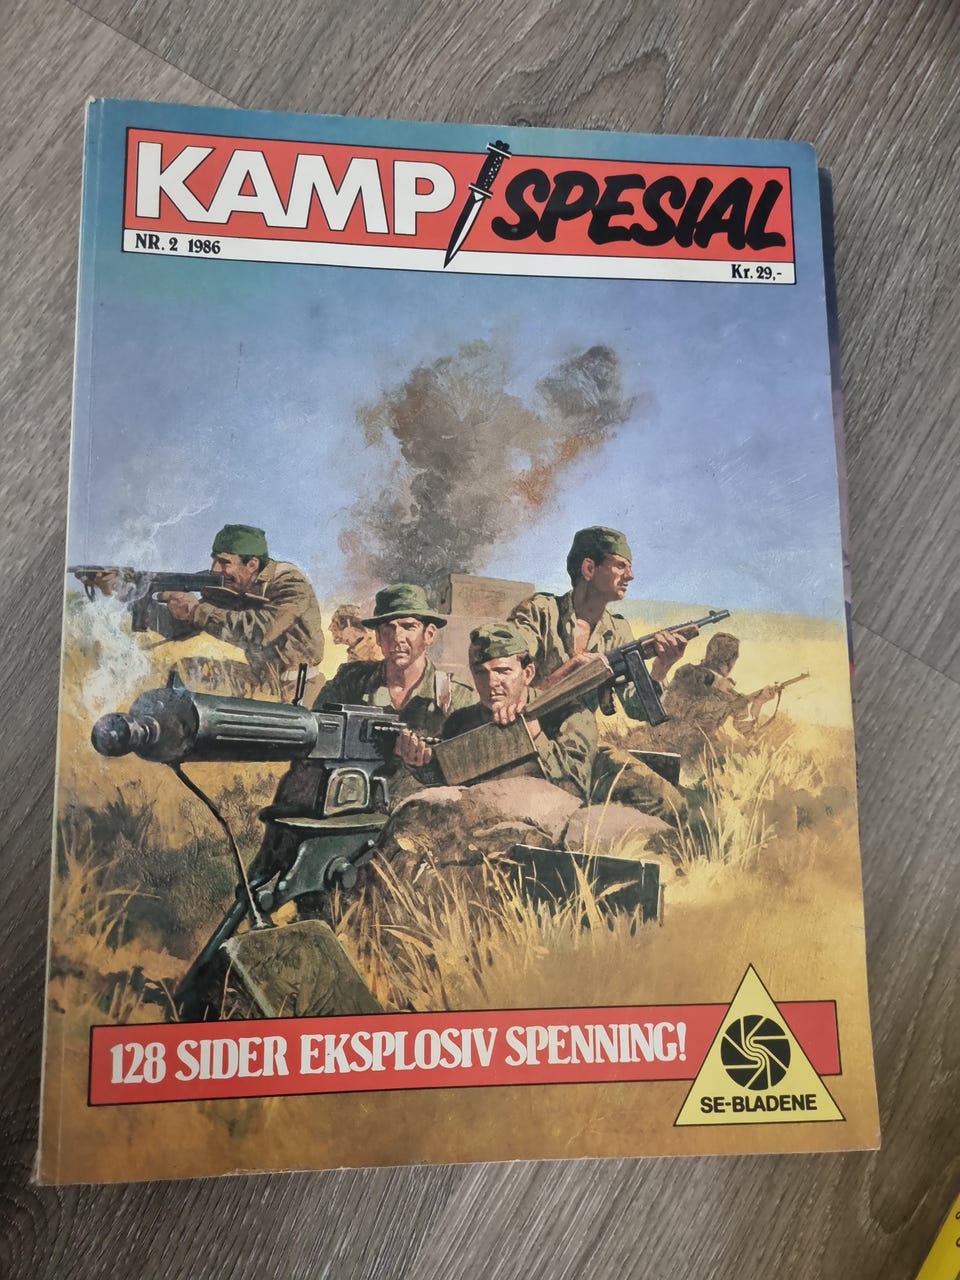 KAMP SPESIAL
NR. 2 1986
Kr. 29,-
128 SIDER EKSPLOSIV SPENNING!
SE-BLADENE